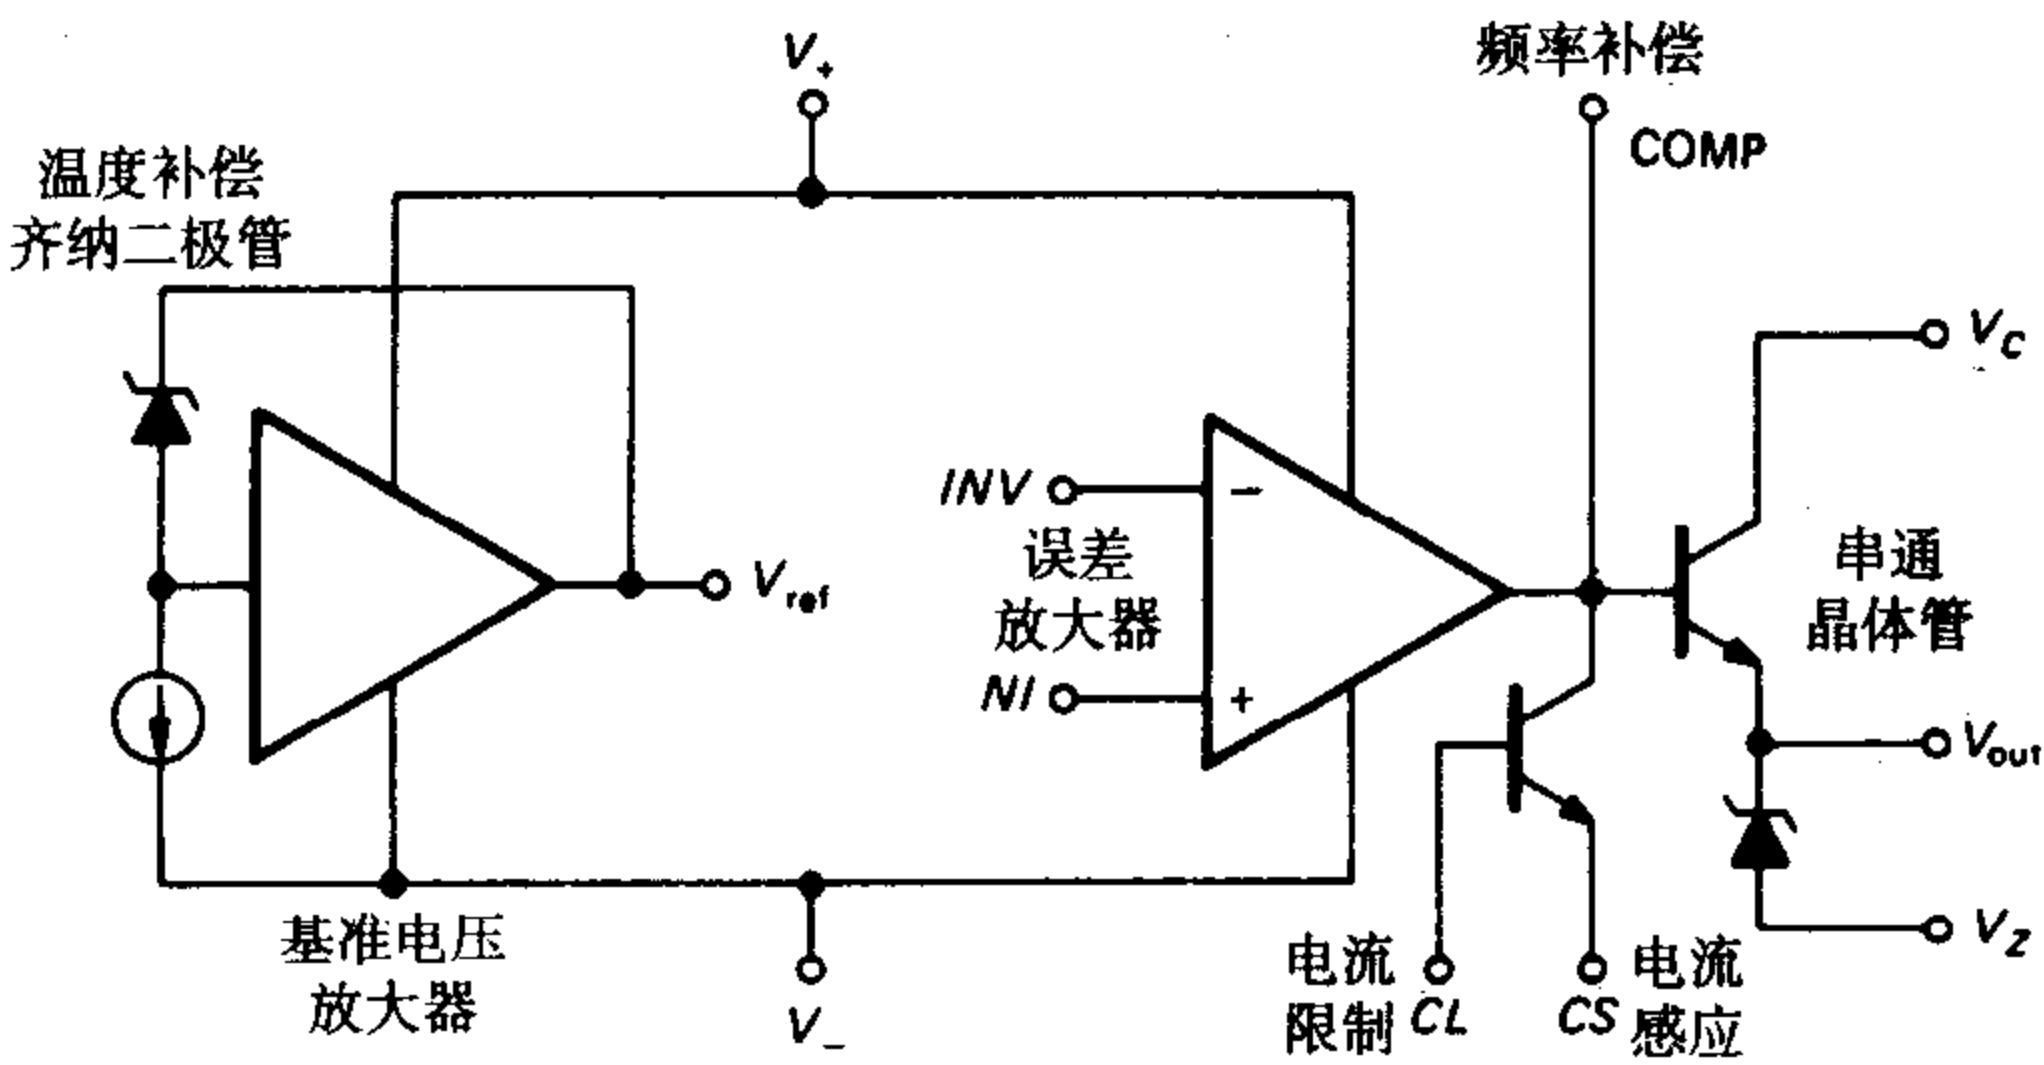 V+
频率补偿
COMP
温度补偿
齐纳二极管
VC
INV
−
误差
放大器
NI
+
Vref
串通
晶体管
Vout
基准电压
放大器
V−
电流
限制 CL
CS 电流
感应
VZ